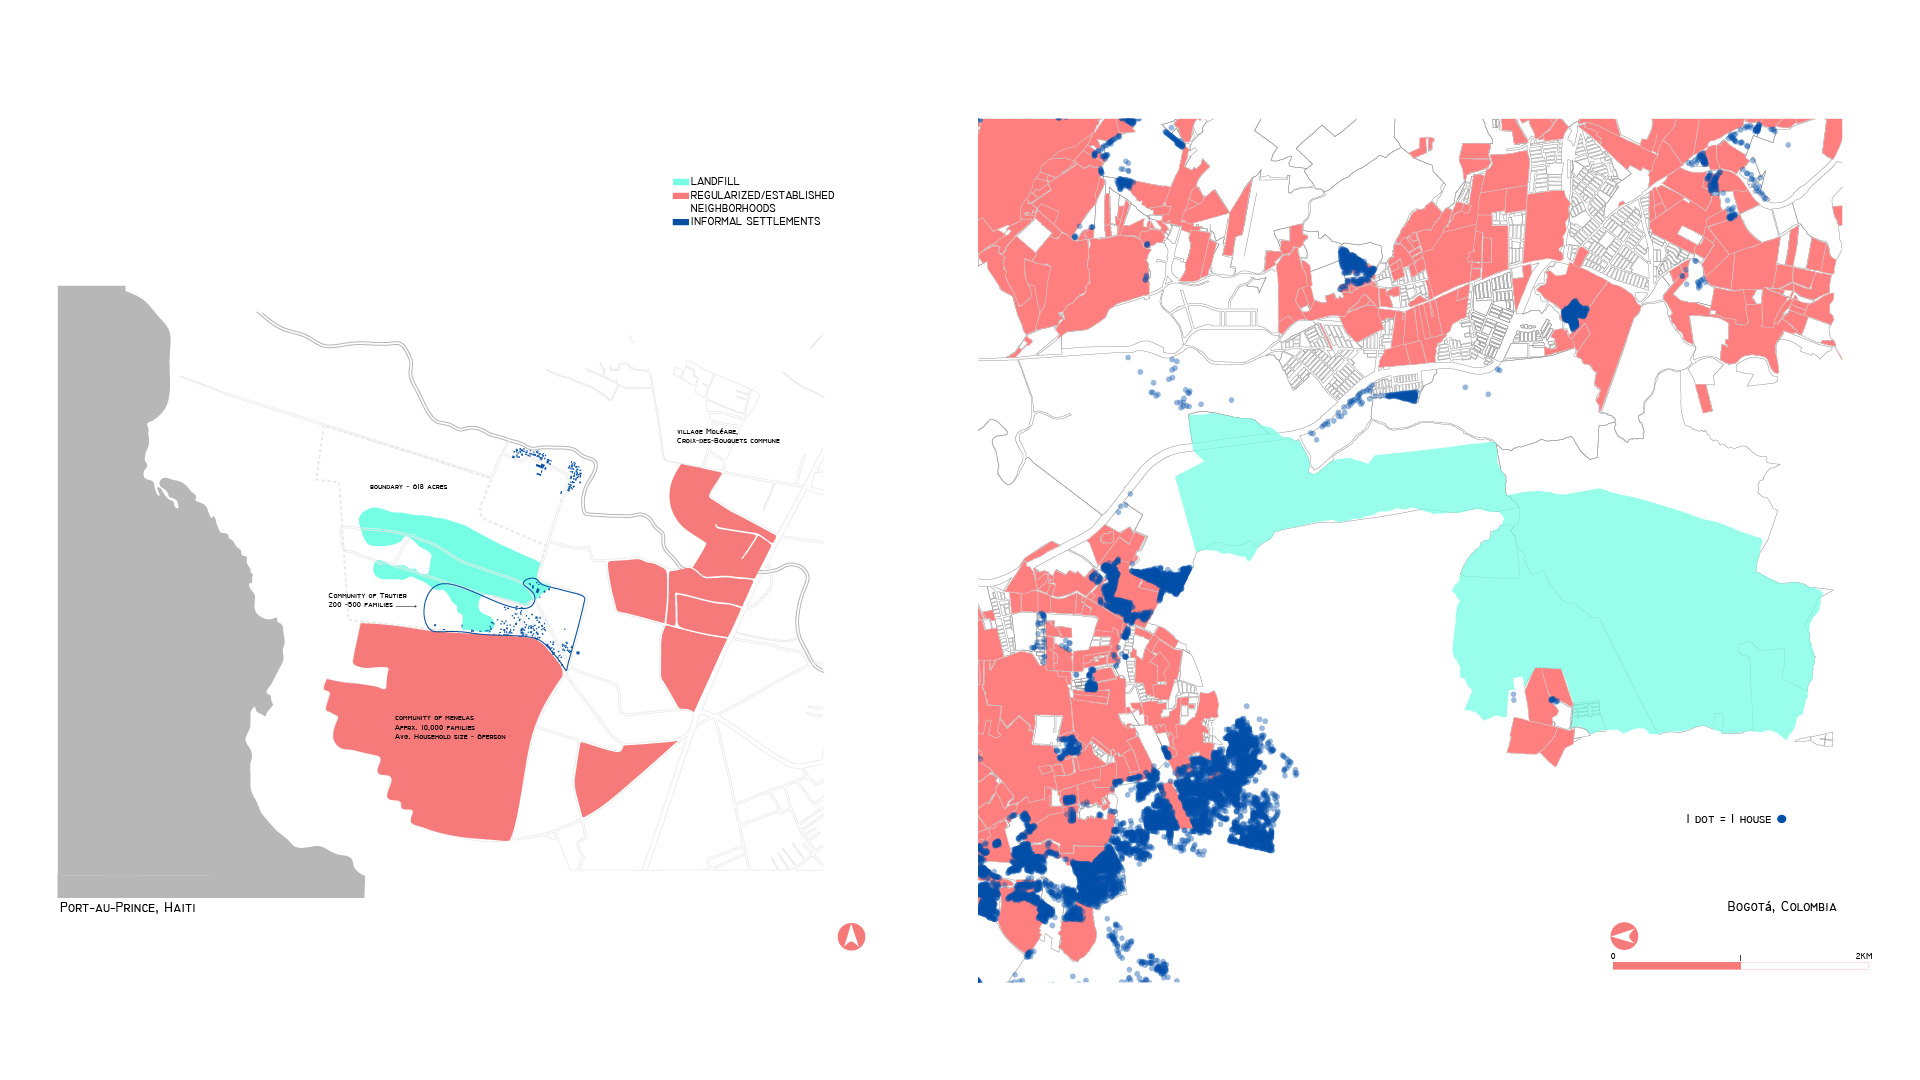 LANDFILL
REGULARIZED/ESTABLISHED
NEIGHBORHOODS
INFORMAL SETTLEMENTS
VILLAGE MOLÉARE,
CROIX-DES-BOUQUETS COMMUNE
BOUNDARY - 618 ACRES
COMMUNITY OF TRUTIER
200 -500 FAMILIES
COMMUNITY OF MENELAS
APPRX. 10,000 FAMILIES
AVG. HOUSEHOLD SIZE - 6PERSON
PORT-AU-PRINCE, HAITI
1 DOT = 1 HOUSE
BOGOTÁ, COLOMBIA
0 1 2KM